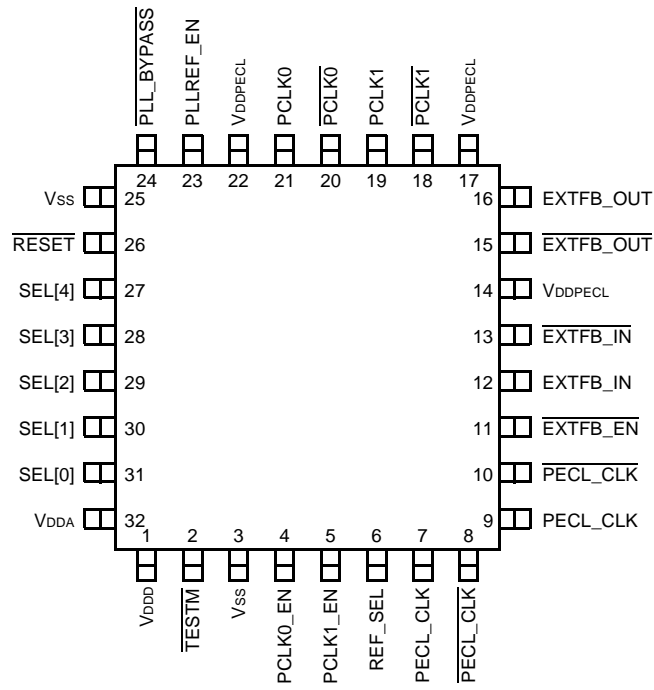 PLL_BYPASS
PLLREF_EN
VDDPECL
PCLK0
PCLK0
PCLK1
PCLK1
VDDPECL
24 23 22 21 20 19 18 17
VSS 25 16 EXTFB_OUT
RESET 26 15 EXTFB_OUT
SEL[4] 27 14 VDDPECL
SEL[3] 28 13 EXTFB_IN
SEL[2] 29 12 EXTFB_IN
SEL[1] 30 11 EXTFB_EN
SEL[0] 31 10 PECL_CLK
VDDA 32 9 PECL_CLK
1 2 3 4 5 6 7 8
VDDD
TESTM
VSS
PCLK0_EN
PCLK1_EN
REF_SEL
PECL_CLK
PECL_CLK